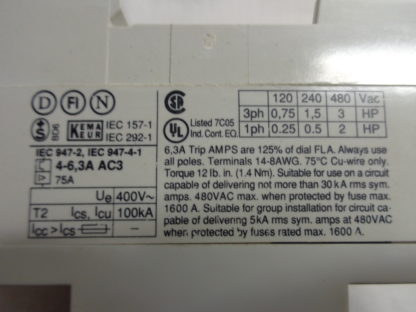 D FI N
S BD6 KEMA KEUR IEC 157-1
IEC 292-1
IEC 947-2, IEC 947-4-1
4-6,3A AC3
> 75A
Ue 400V~
T2 Ics, Icu 100kA
Icc > Ics –
UL Listed 7C05
Ind. Cont. EQ.
120 240 480 Vac
3ph 0,75 1,5 3 HP
1ph 0.25 0.5 2 HP
6,3A Trip AMPS are 125% of dial FLA. Always use
all poles. Terminals 14-8AWG. 75°C Cu-wire only.
Torque 12 lb. in. (1.4 Nm). Suitable for use on a circuit
capable of delivering not more than 30 kA rms sym.
amps. 480VAC max. when protected by fuse max.
1600 A. Suitable for group installation for circuit ca-
pable of delivering 5kA rms sym. amps at 480VAC
when protected by fuses rated max. 1600 A.